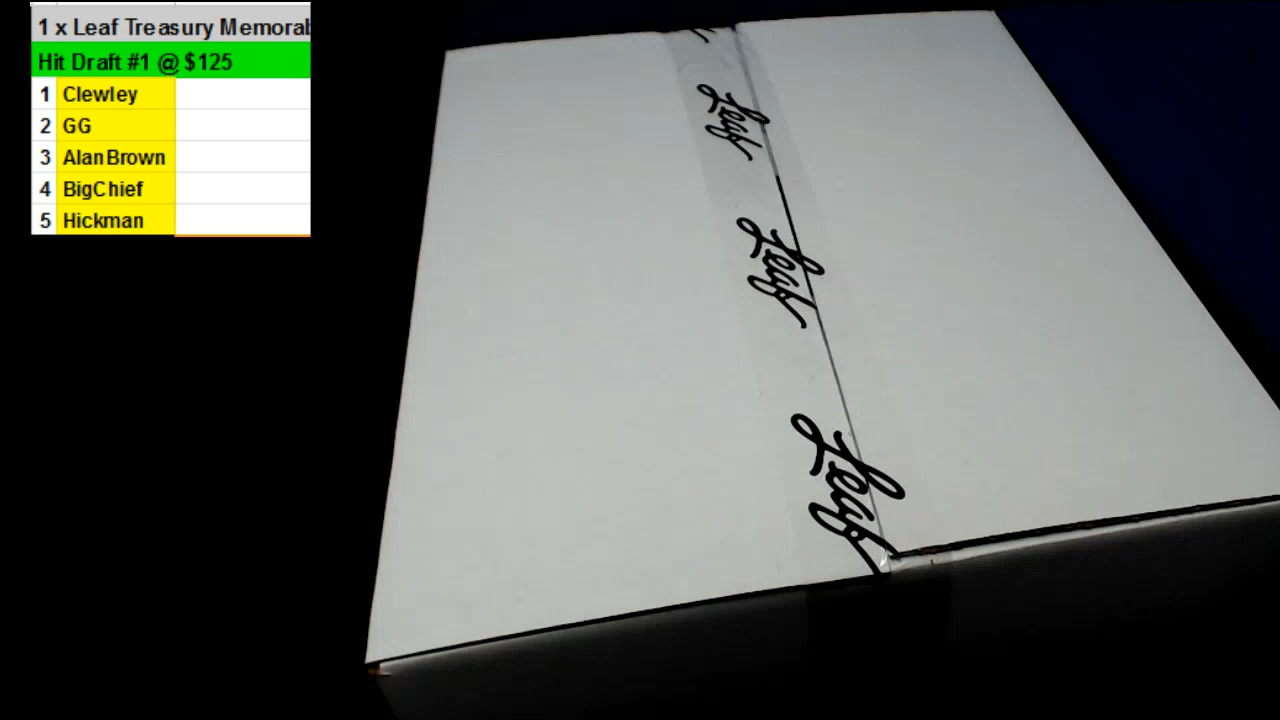 1 x Leaf Treasury Memorab
Hit Draft #1 @ $125
1 Clewley
2 GG
3 AlanBrown
4 BigChief
5 Hickman
Leaf
Leaf
Leaf